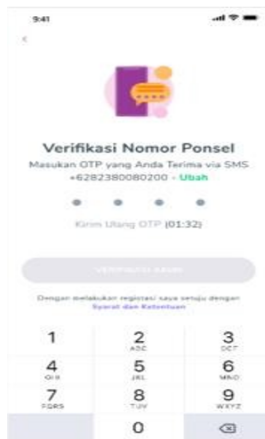 9:41
Verifikasi Nomor Ponsel
Masukan OTP yang Anda Terima via SMS
+6282380080200 - Ubah
Kirim Ulang OTP (01:32)
Dengan melakukan registasi saya setuju dengan
Syarat dan Ketentuan
1
2
ABC
3
4
GHI
5
JKL
6
MNO
7
PQRS
8
TUV
9
WXYZ
0